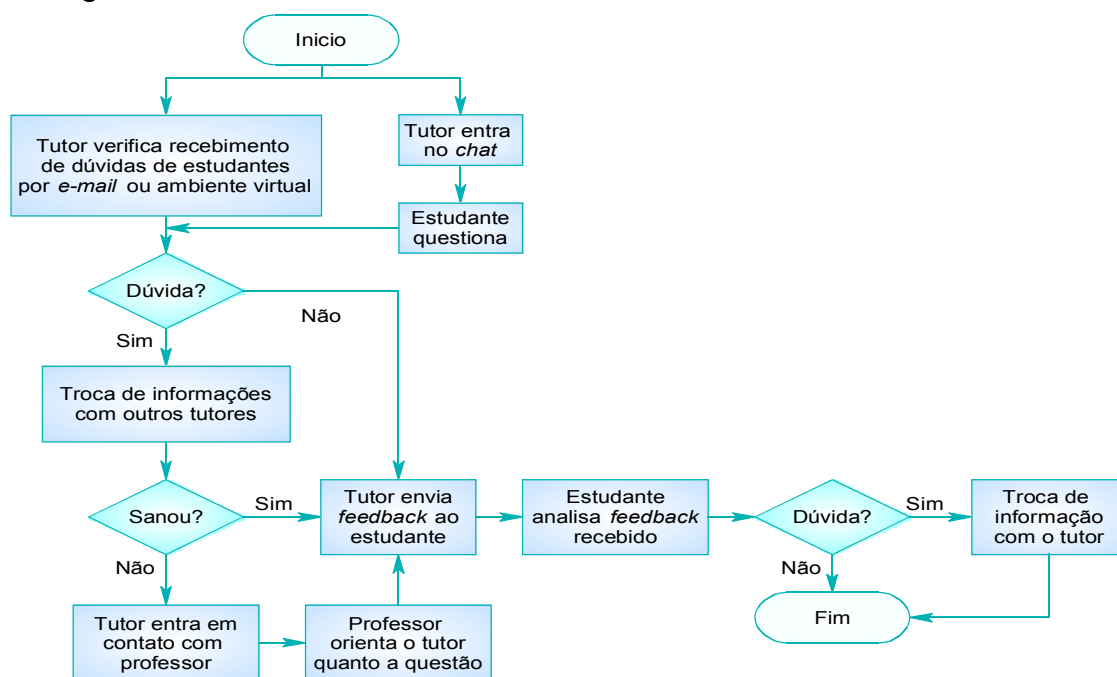 Inicio
Tutor verifica recebimento
de dúvidas de estudantes
por e-mail ou ambiente virtual
Tutor entra
no chat
Estudante
questiona
Dúvida?
Não
Sim
Troca de informações
com outros tutores
Sanou?
Sim
Não
Tutor envia
feedback ao
estudante
Estudante
analisa feedback
recebido
Dúvida?
Sim
Não
Troca de
informação
com o tutor
Tutor entra em
contato com
professor
Professor
orienta o tutor
quanto a questão
Fim